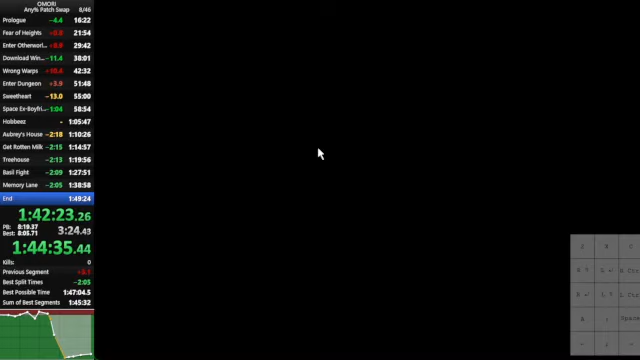 OMORI
Any% Patch Swap 8/46
Prologue -4.4 16:22
Fear of Heights +0.8 21:54
Enter Otherworl... +0.9 29:42
Download Win... -11.4 38:01
Wrong Warps +10.4 42:32
Enter Dungeon +3.9 51:48
Sweetheart -13.0 55:00
Space Ex-Boyfri... -1:04 58:54
Hobbeez - 1:05:47
Aubrey's House -2:18 1:10:26
Get Rotten Milk -2:15 1:14:57
Treehouse -2:13 1:19:56
Basil Fight -2:09 1:27:51
Memory Lane -2:05 1:38:58
End 1:49:24
1:42:23.26
PB: 8:19.37 3:24.43
Best: 8:05.71
1:44:35.44
Kills: 0
Previous Segment +5.1
Best Split Times -2:05
Best Possible Time 1:47:04.5
Sum of Best Segments 1:45:32
R Ctr
L Ctr
Space